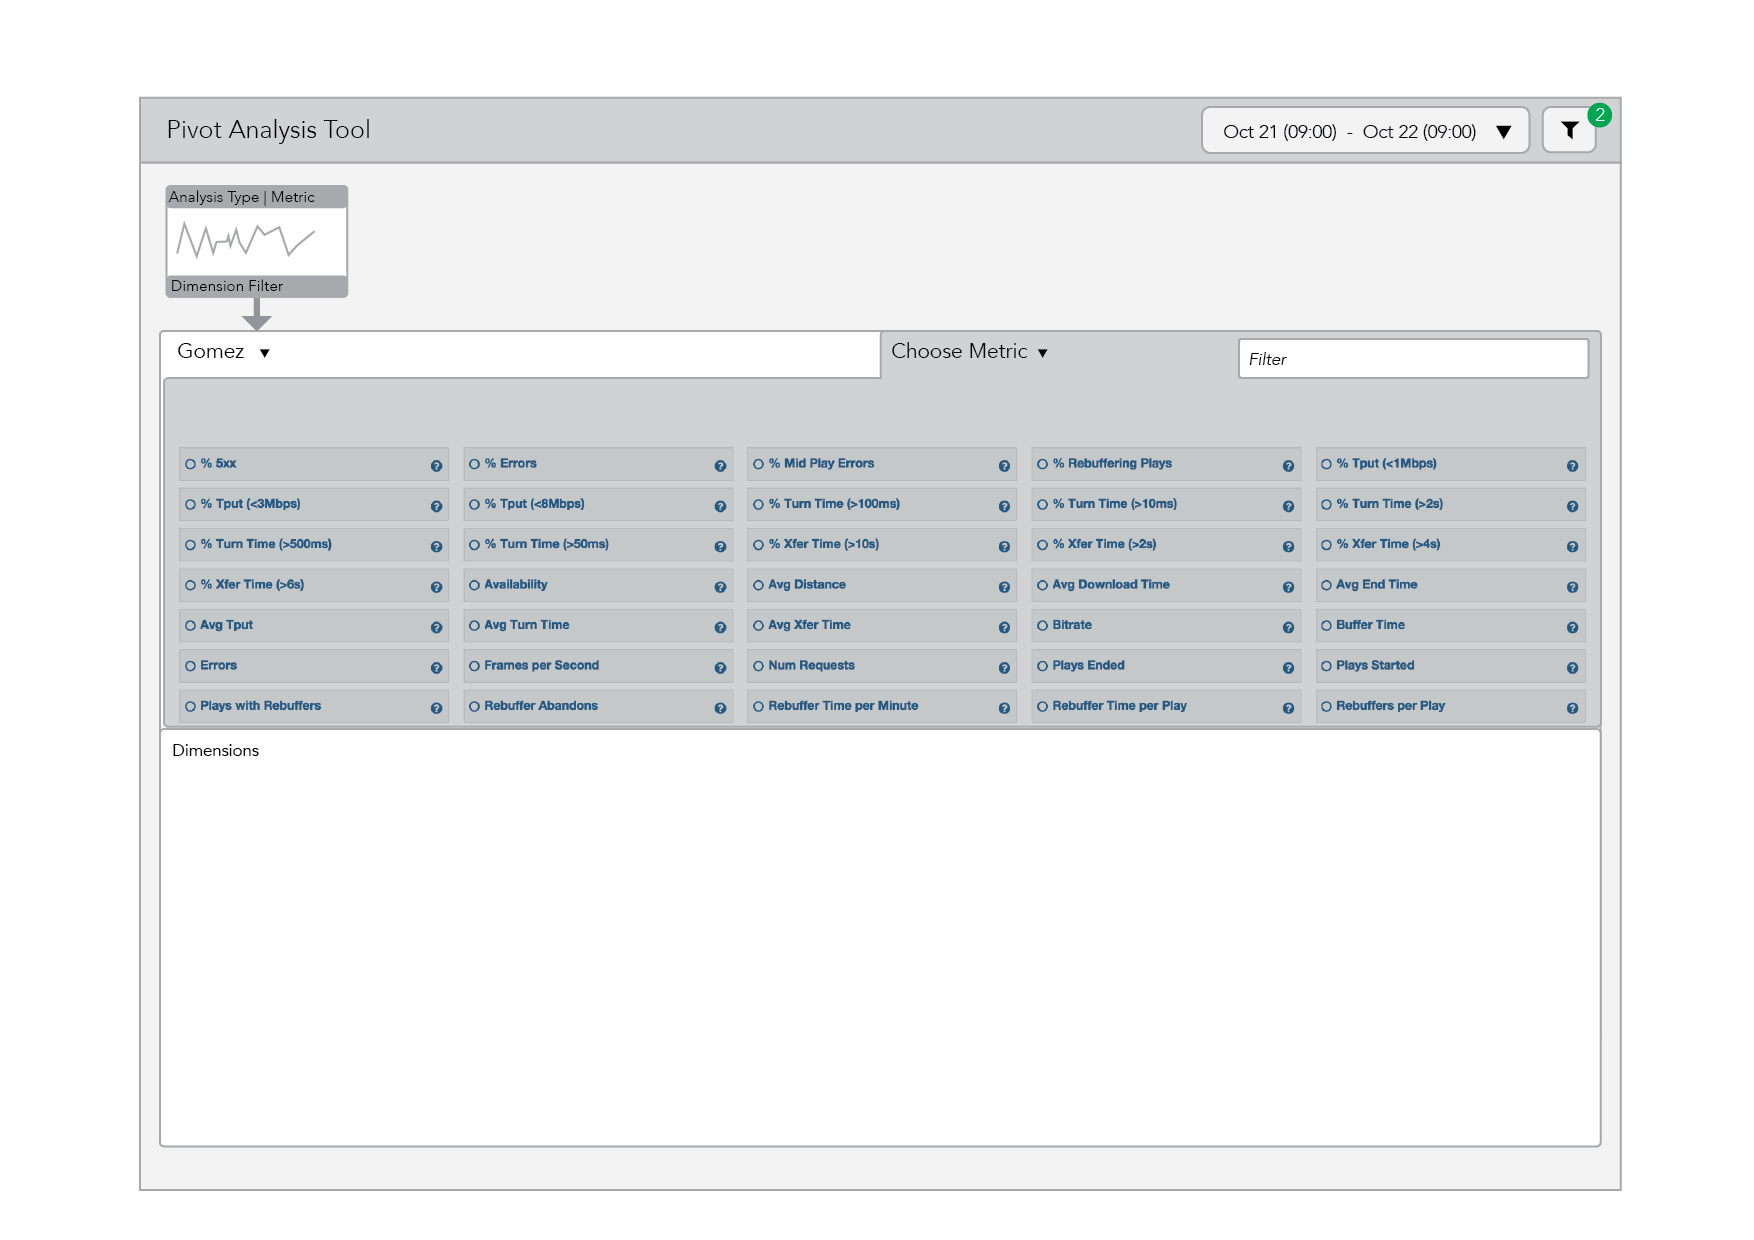 Pivot Analysis Tool
Oct 21 (09:00) - Oct 22 (09:00) ▼
2
Analysis Type | Metric
Dimension Filter
Gomez ▼
Choose Metric ▼
Filter
% 5xx
% Errors
% Mid Play Errors
% Rebuffering Plays
% Tput (<1Mbps)
% Tput (<3Mbps)
% Tput (<8Mbps)
% Turn Time (>100ms)
% Turn Time (>10ms)
% Turn Time (>2s)
% Turn Time (>500ms)
% Turn Time (>50ms)
% Xfer Time (>10s)
% Xfer Time (>2s)
% Xfer Time (>4s)
% Xfer Time (>6s)
Availability
Avg Distance
Avg Download Time
Avg End Time
Avg Tput
Avg Turn Time
Avg Xfer Time
Bitrate
Buffer Time
Errors
Frames per Second
Num Requests
Plays Ended
Plays Started
Plays with Rebuffers
Rebuffer Abandons
Rebuffer Time per Minute
Rebuffer Time per Play
Rebuffers per Play
Dimensions